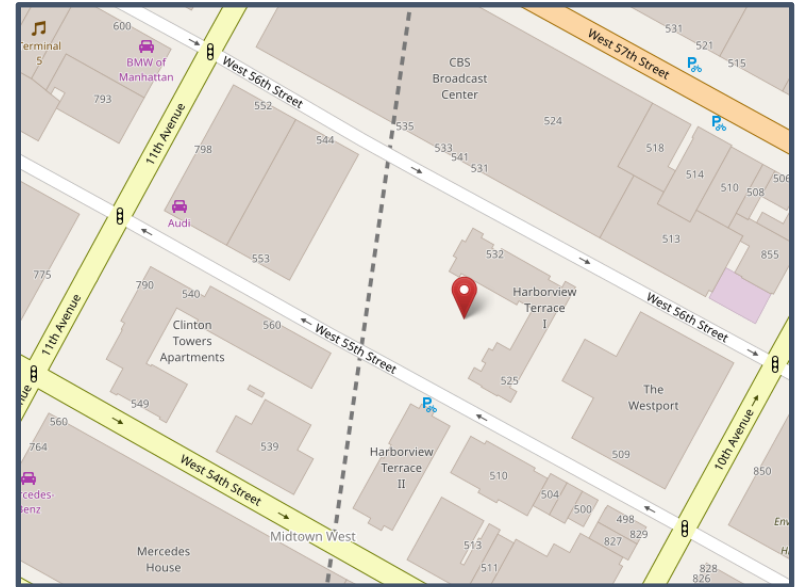 600
Terminal
5
BMW of
Manhattan
793
11th Avenue
West 56th Street
552
544
798
Audi
553
CBS
Broadcast
Center
535
533
541
531
524
West 57th Street
531
521
515
P
P
518
514
510
508
506
513
855
532
Harborview
Terrace
I
525
West 56th Street
775
11th Avenue
790
540
560
Clinton
Towers
Apartments
549
539
West 55th Street
P
The
Westport
509
10th Avenue
850
560
764
Mercedes-
Benz
West 54th Street
Harborview
Terrace
II
510
504
500
498
829
827
513
511
Midtown West
Mercedes
House
828
826